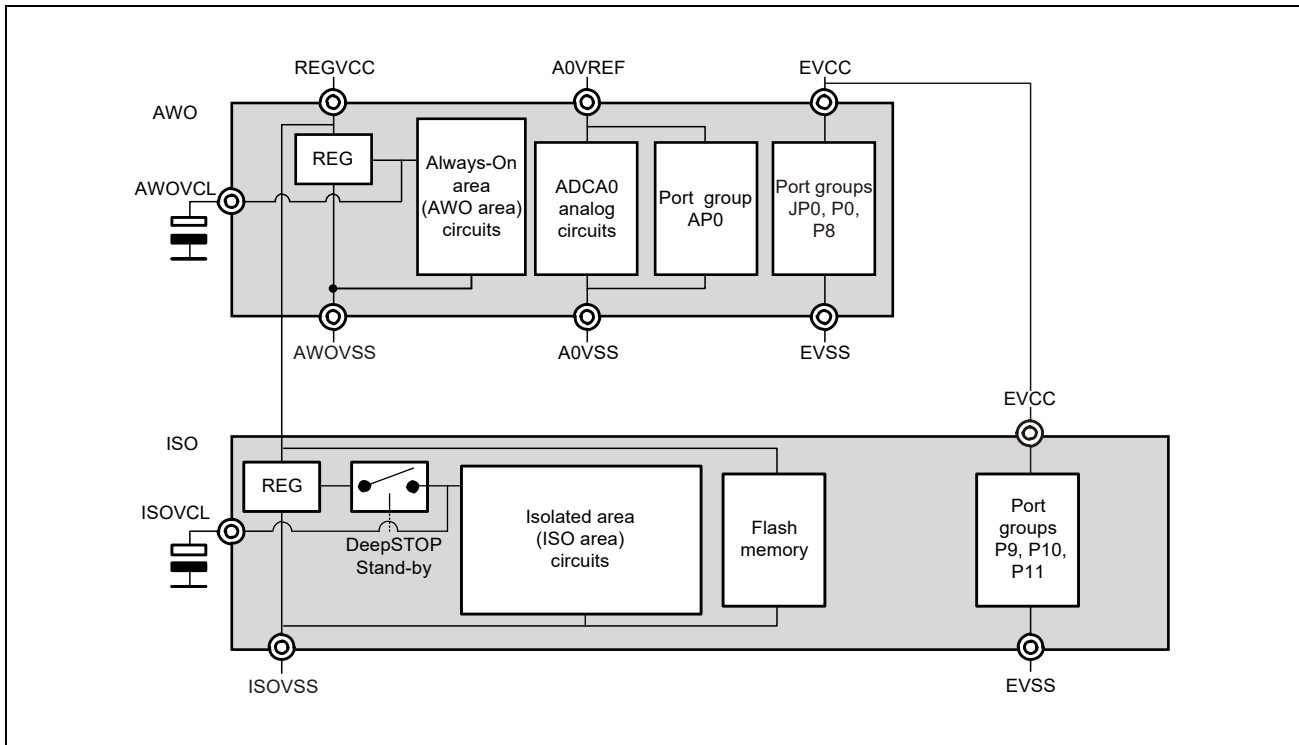 REGVCC
A0VREF
EVCC
AWO
REG
Always-On
area
(AWO area)
circuits
ADCA0
analog
circuits
Port group
AP0
Port groups
JP0, P0,
P8
AWOVCL
AWOVSS
A0VSS
EVSS
EVCC
ISO
REG
ISOVCL
DeepSTOP
Stand-by
Isolated area
(ISO area)
circuits
Flash
memory
Port
groups
P9, P10,
P11
ISOVSS
EVSS